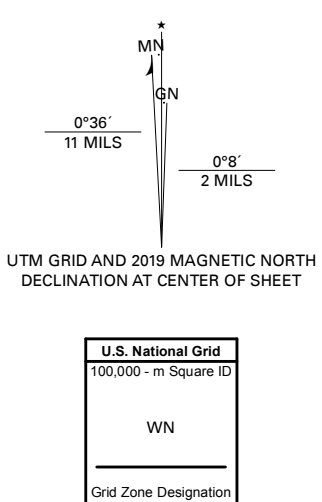 ★
MN
GN
0°36´
11 MILS
0°8´
2 MILS
UTM GRID AND 2019 MAGNETIC NORTH
DECLINATION AT CENTER OF SHEET
U.S. National Grid
100,000 - m Square ID
WN
Grid Zone Designation